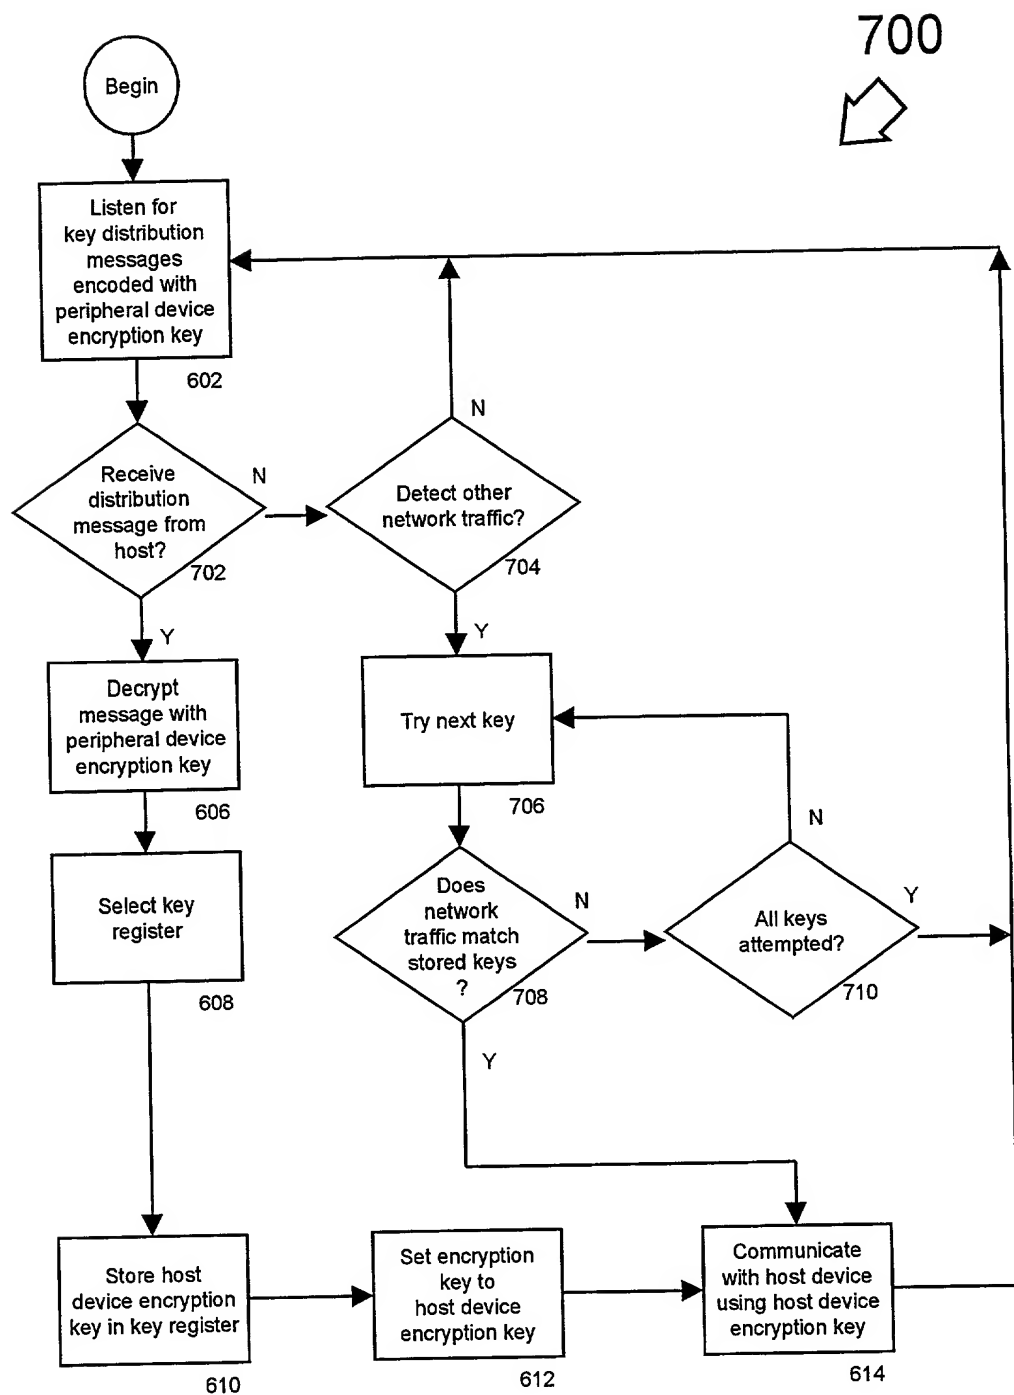 700
Begin
Listen for
key distribution
messages
encoded with
peripheral device
encryption key
602
N
Receive
distribution
message from
host?
N
702
Detect other
network traffic?
704
Y
Y
Decrypt
message with
peripheral device
encryption key
606
Try next key
706
N
Select key
register
608
Does
network
traffic match
stored keys
?
N
708
All keys
attempted?
Y
710
Y
Store host
device encryption
key in key register
610
Set encryption
key to
host device
encryption key
612
Communicate
with host device
using host device
encryption key
614